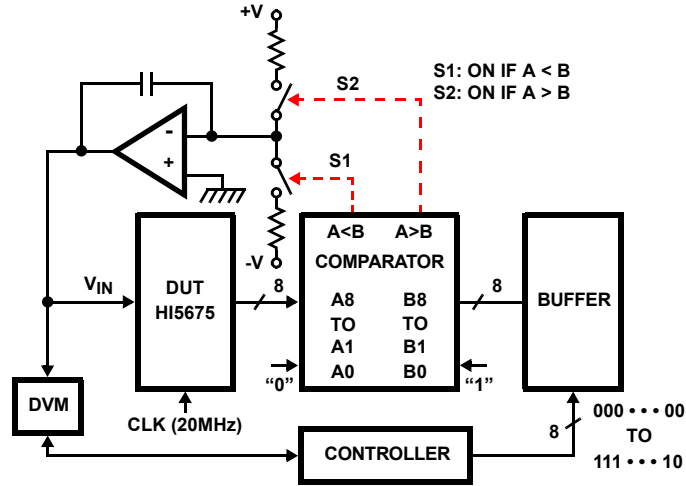 +V
S1: ON IF A < B
S2: ON IF A > B
S2
-
+
S1
-V
A<B A>B
COMPARATOR
VIN
DUT
HI5675
8
A8 B8
TO TO
A1 B1
A0 B0
8
BUFFER
“0”
“1”
DVM
CLK (20MHz)
CONTROLLER
8
000 • • • 00
TO
111 • • • 10